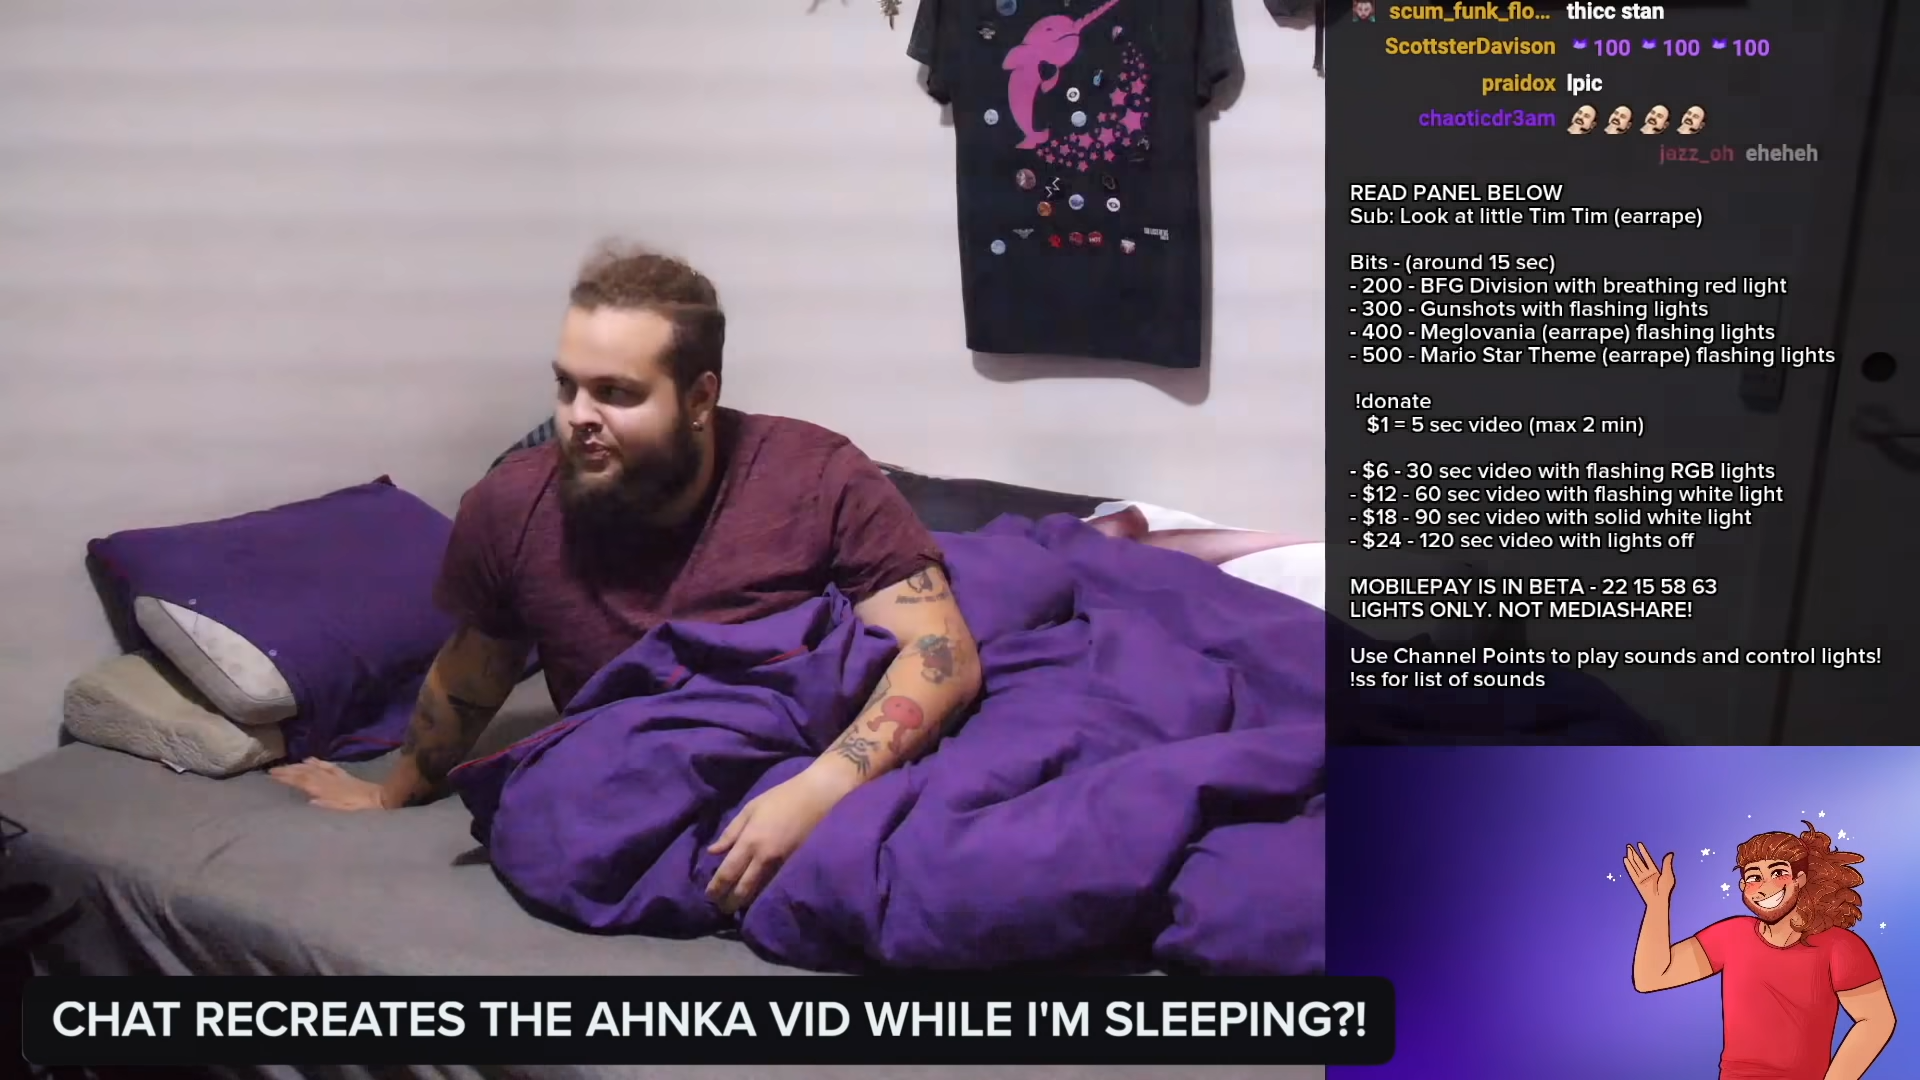 scum_funk_flo... thicc stan
ScottsterDavison 100 100 100
praidox lpic
chaoticdr3am
jazz_oh eheheh
READ PANEL BELOW
Sub: Look at little Tim Tim (earrape)
Bits - (around 15 sec)
- 200 - BFG Division with breathing red light
- 300 - Gunshots with flashing lights
- 400 - Meglovania (earrape) flashing lights
- 500 - Mario Star Theme (earrape) flashing lights
!donate
$1 = 5 sec video (max 2 min)
- $6 - 30 sec video with flashing RGB lights
- $12 - 60 sec video with flashing white light
- $18 - 90 sec video with solid white light
- $24 - 120 sec video with lights off
MOBILEPAY IS IN BETA - 22 15 58 63
LIGHTS ONLY. NOT MEDIASHARE!
Use Channel Points to play sounds and control lights!
!ss for list of sounds
CHAT RECREATES THE AHNKA VID WHILE I'M SLEEPING?!